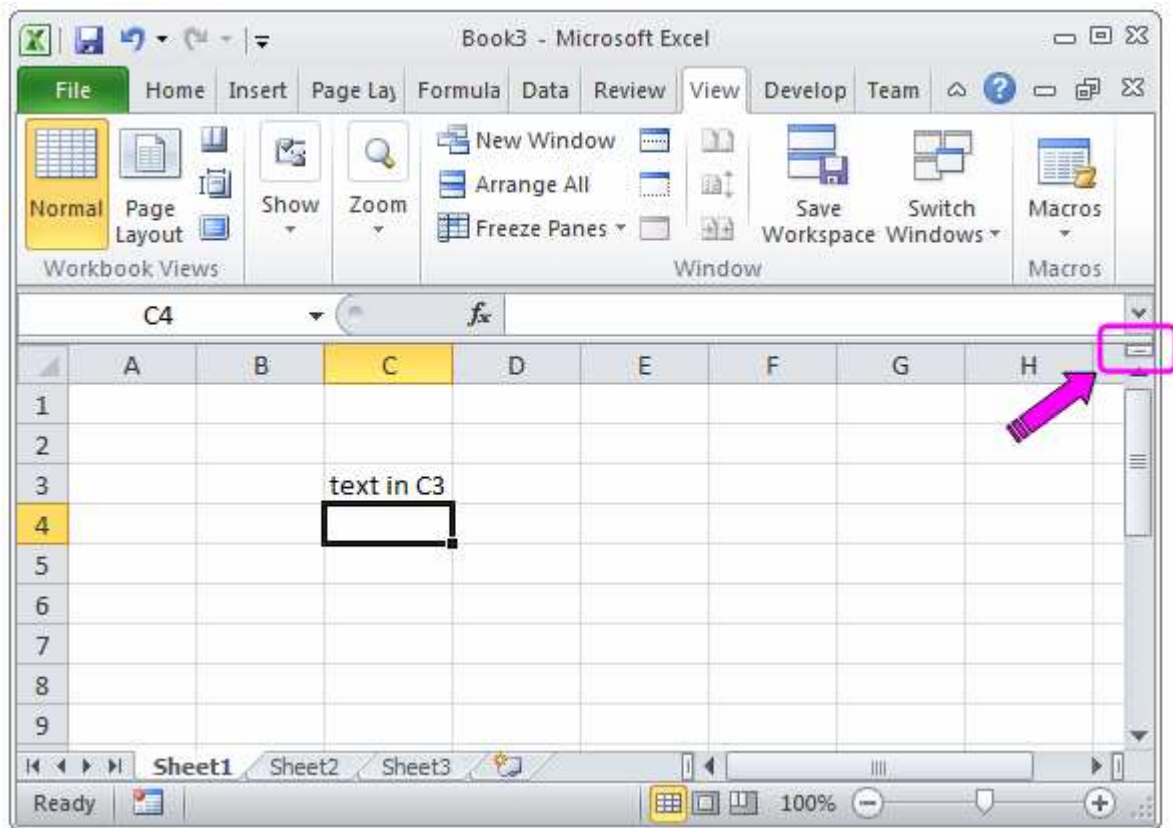 Book3 - Microsoft Excel
File Home Insert Page Lay Formula Data Review View Develop Team
New Window
Arrange All
Freeze Panes
Normal Page Layout Show Zoom Save Workspace Switch Windows Macros
Workbook Views Window Macros
C4 fx
A B C D E F G H
1
2
3 text in C3
4
5
6
7
8
9
Sheet1 Sheet2 Sheet3
Ready 100%